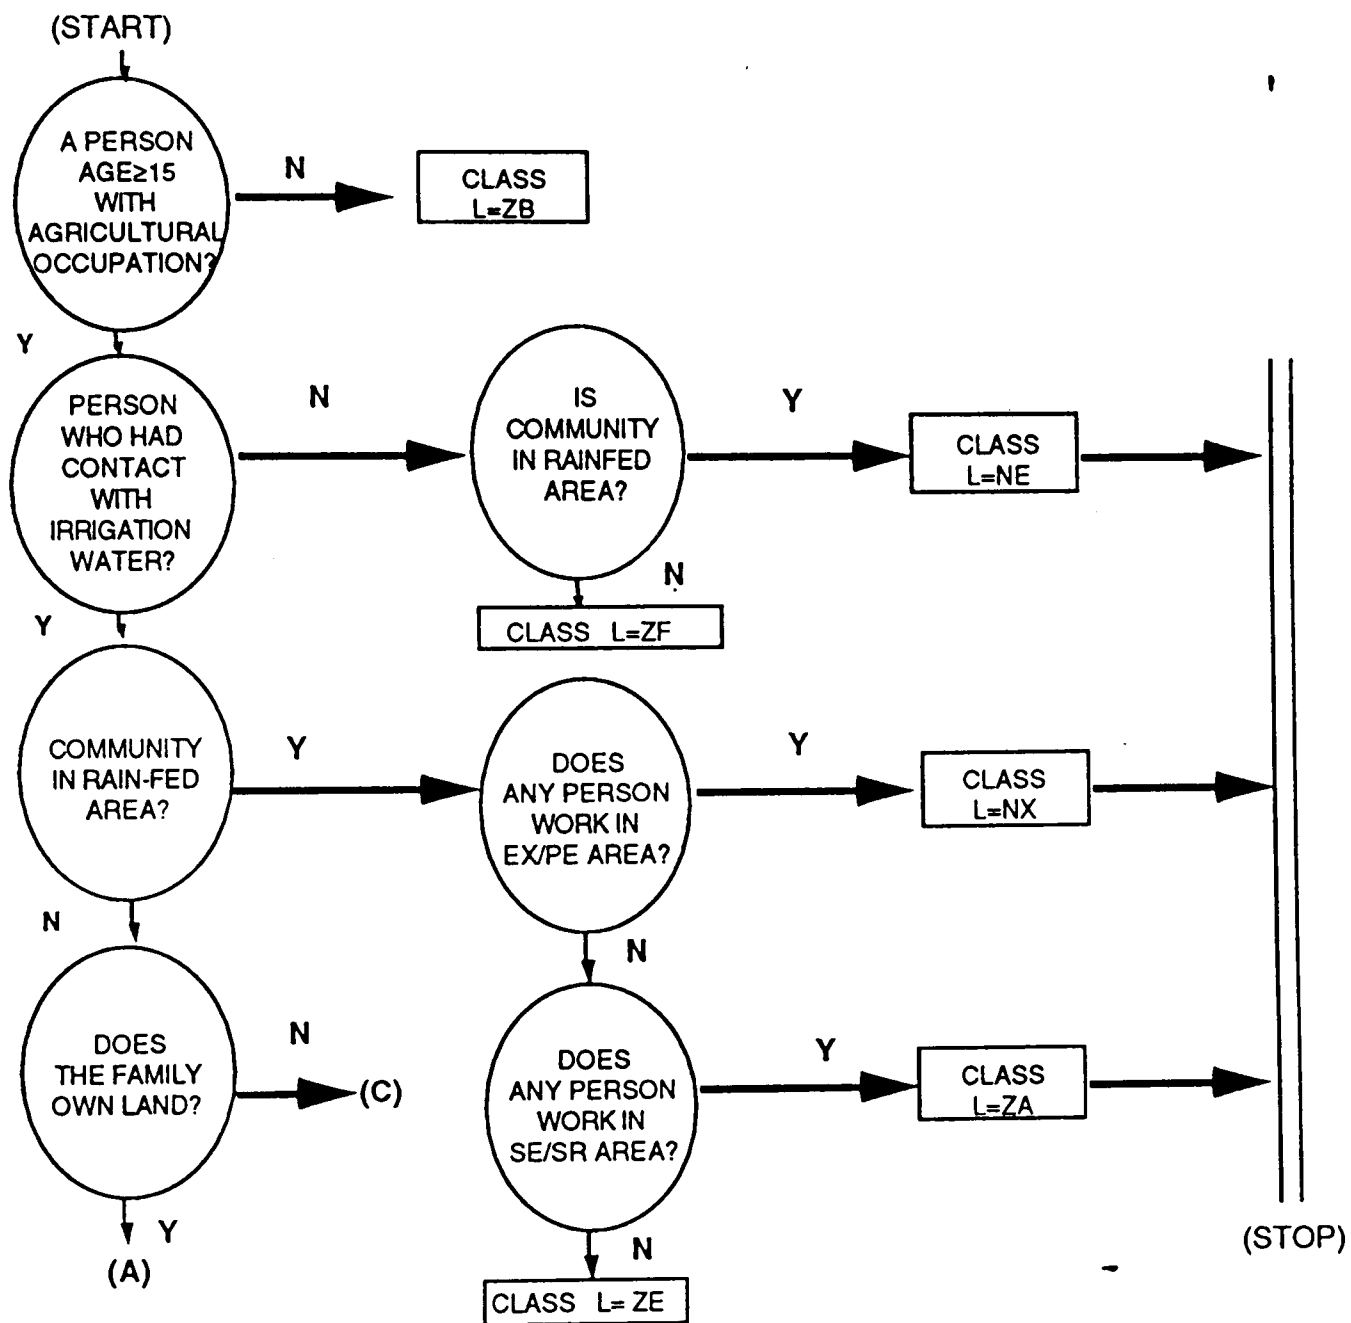 (START)
A PERSON
AGE≥15
WITH
AGRICULTURAL
OCCUPATION?
N
CLASS
L=ZB
Y
PERSON
WHO HAD
CONTACT
WITH
IRRIGATION
WATER?
N
IS
COMMUNITY
IN RAINFED
AREA?
Y
CLASS
L=NE
N
CLASS L=ZF
Y
COMMUNITY
IN RAIN-FED
AREA?
Y
DOES
ANY PERSON
WORK IN
EX/PE AREA?
Y
CLASS
L=NX
N
N
DOES
THE FAMILY
OWN LAND?
N
(C)
DOES
ANY PERSON
WORK IN
SE/SR AREA?
Y
CLASS
L=ZA
Y
(A)
N
CLASS L= ZE
(STOP)